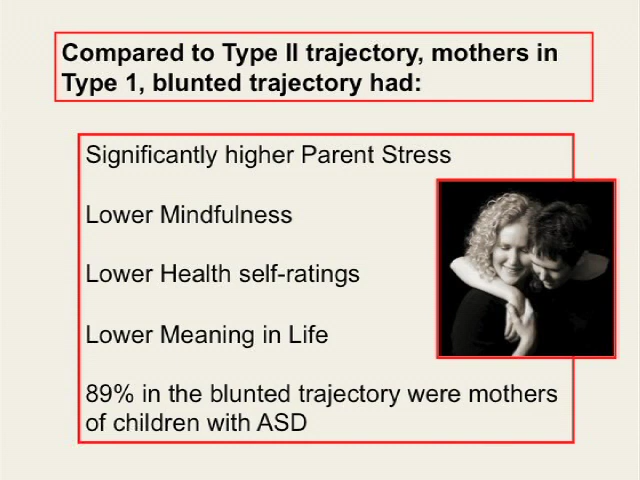 Compared to Type II trajectory, mothers in
Type 1, blunted trajectory had:
Significantly higher Parent Stress
Lower Mindfulness
Lower Health self-ratings
Lower Meaning in Life
89% in the blunted trajectory were mothers
of children with ASD